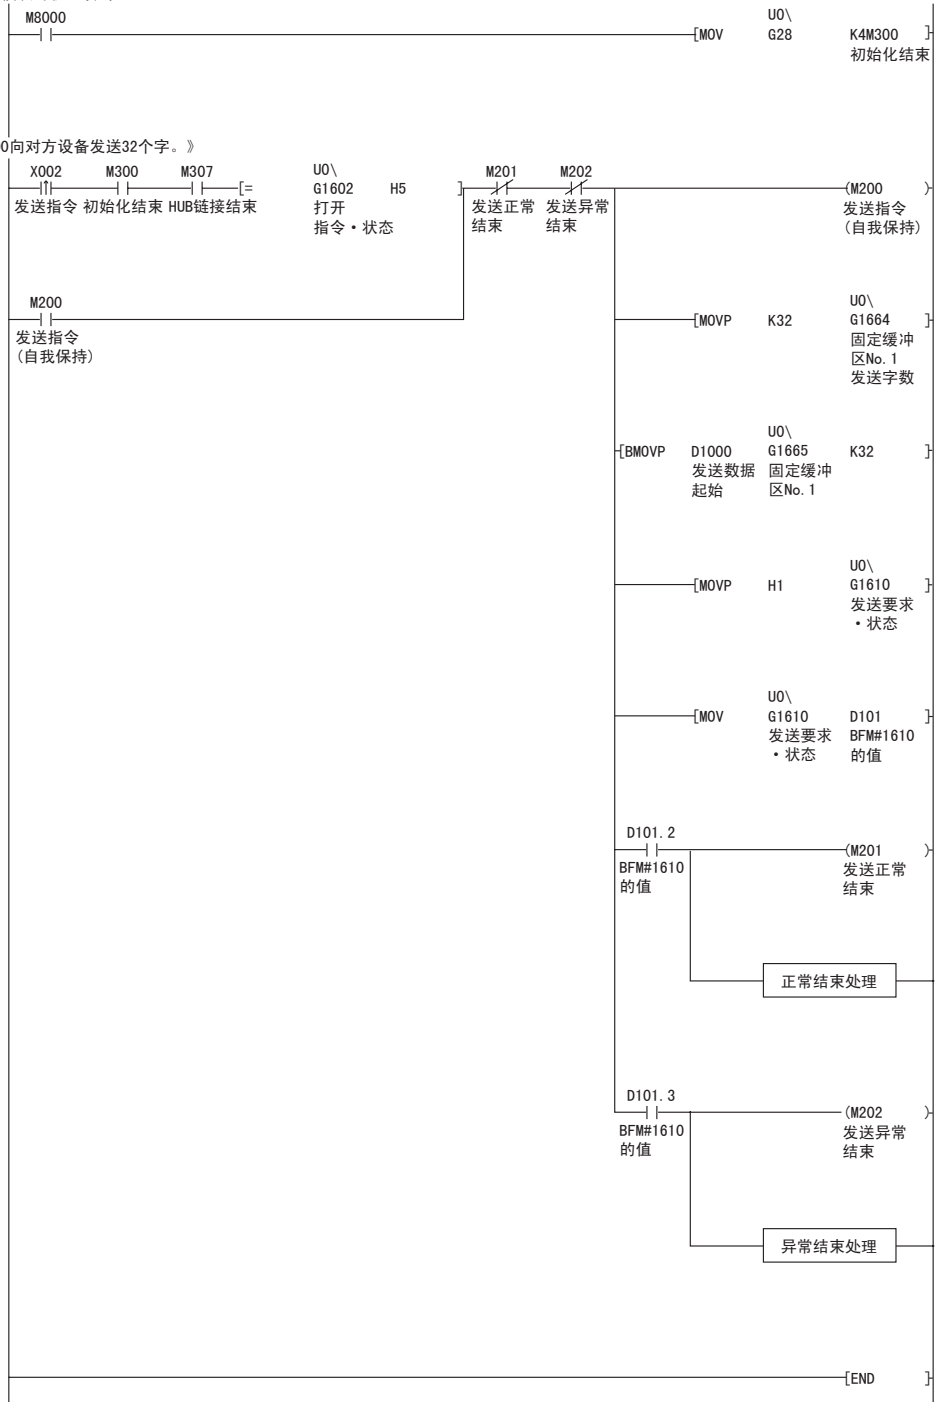 M8000
U0\
[MOV G28 K4M300 ]
初始化结束
0向对方设备发送32个字。》
X002 M300 M307 U0\ M201 M202
[= G1602 H5 ] (M200 )
发送指令 初始化结束 HUB链接结束 打开 发送正常 发送异常 发送指令
指令・状态 结束 结束 (自我保持)
M200
发送指令
(自我保持)
U0\
[MOVP K32 G1664 ]
固定缓冲
区No.1
发送字数
U0\
[BMOVP D1000 G1665 K32 ]
发送数据 固定缓冲
起始 区No.1
U0\
[MOVP H1 G1610 ]
发送要求
・状态
U0\
[MOV G1610 D101 ]
发送要求 BFM#1610
・状态 的值
D101.2
(M201 )
BFM#1610 发送正常
的值 结束
正常结束处理
D101.3
(M202 )
BFM#1610 发送异常
的值 结束
异常结束处理
[END ]